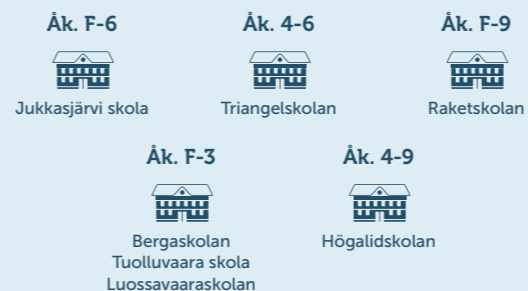 Åk. F-6
Jukkasjärvi skola
Åk. 4-6
Triangelskolan
Åk. F-9
Raketskolan
Åk. F-3
Bergaskolan
Tuolluvaara skola
Luossavaaraskolan
Åk. 4-9
Högalidskolan